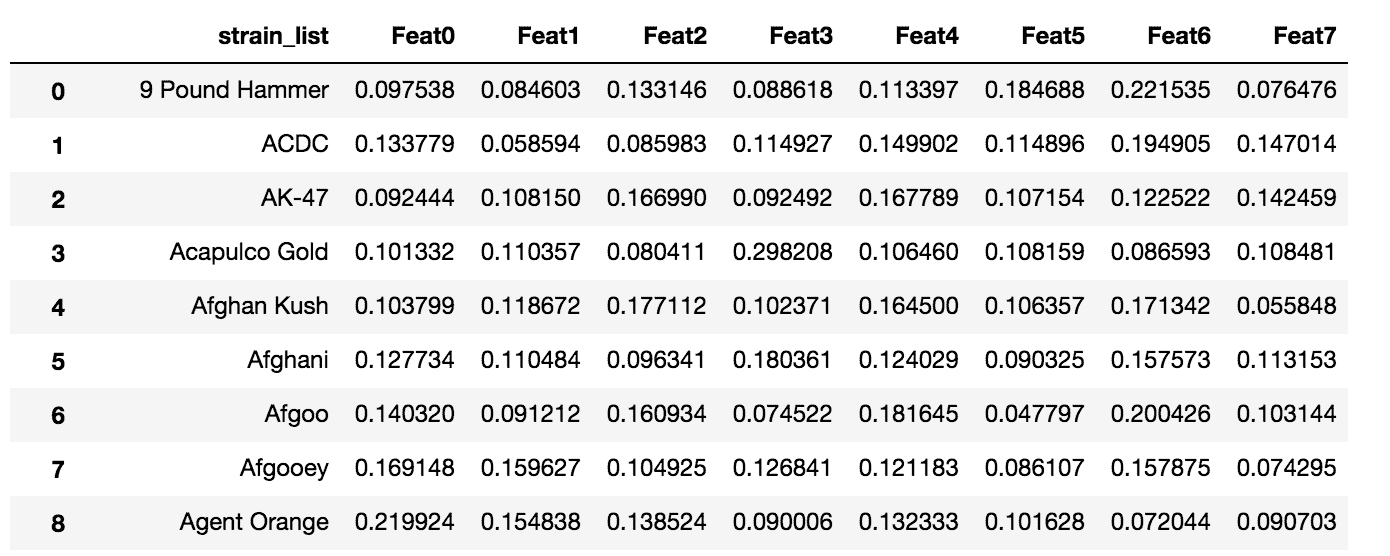 strain_list Feat0 Feat1 Feat2 Feat3 Feat4 Feat5 Feat6 Feat7
0 9 Pound Hammer 0.097538 0.084603 0.133146 0.088618 0.113397 0.184688 0.221535 0.076476
1 ACDC 0.133779 0.058594 0.085983 0.114927 0.149902 0.114896 0.194905 0.147014
2 AK-47 0.092444 0.108150 0.166990 0.092492 0.167789 0.107154 0.122522 0.142459
3 Acapulco Gold 0.101332 0.110357 0.080411 0.298208 0.106460 0.108159 0.086593 0.108481
4 Afghan Kush 0.103799 0.118672 0.177112 0.102371 0.164500 0.106357 0.171342 0.055848
5 Afghani 0.127734 0.110484 0.096341 0.180361 0.124029 0.090325 0.157573 0.113153
6 Afgoo 0.140320 0.091212 0.160934 0.074522 0.181645 0.047797 0.200426 0.103144
7 Afgooey 0.169148 0.159627 0.104925 0.126841 0.121183 0.086107 0.157875 0.074295
8 Agent Orange 0.219924 0.154838 0.138524 0.090006 0.132333 0.101628 0.072044 0.090703